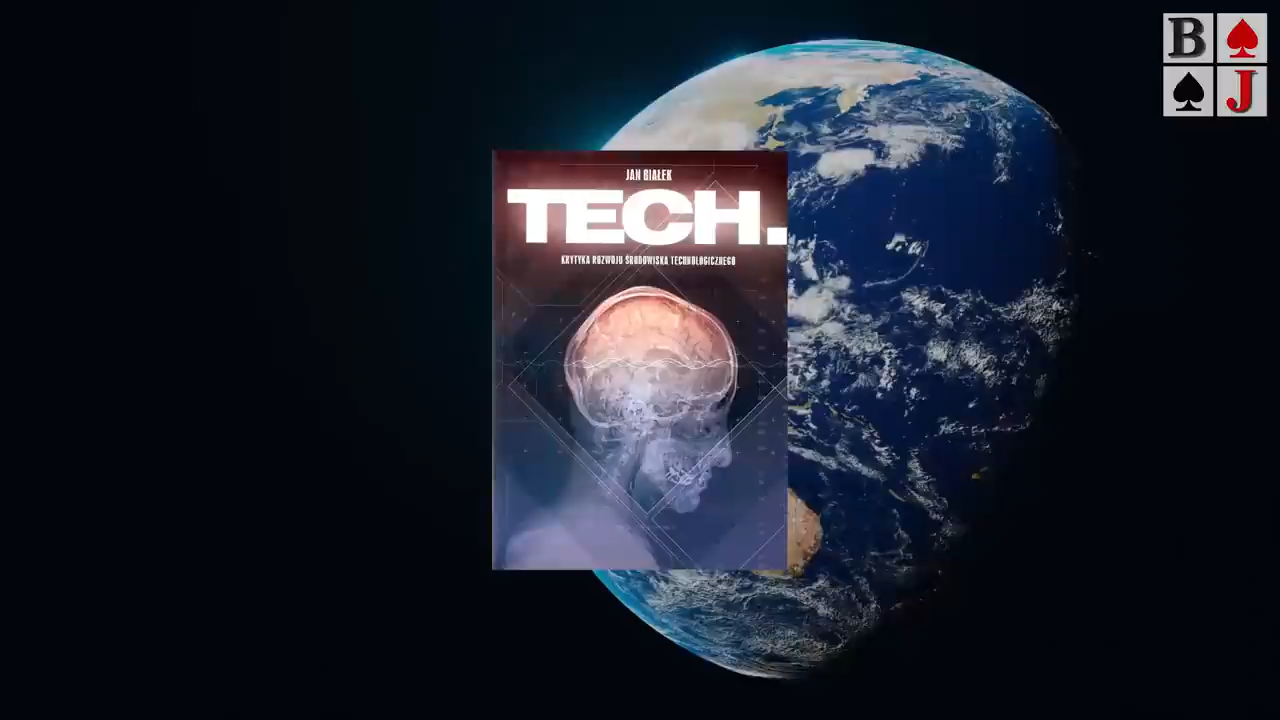 B
J
JAN BIAŁEK
TECH.
KRYTYKA ROZWOJU ŚRODOWISKA TECHNOLOGICZNEGO